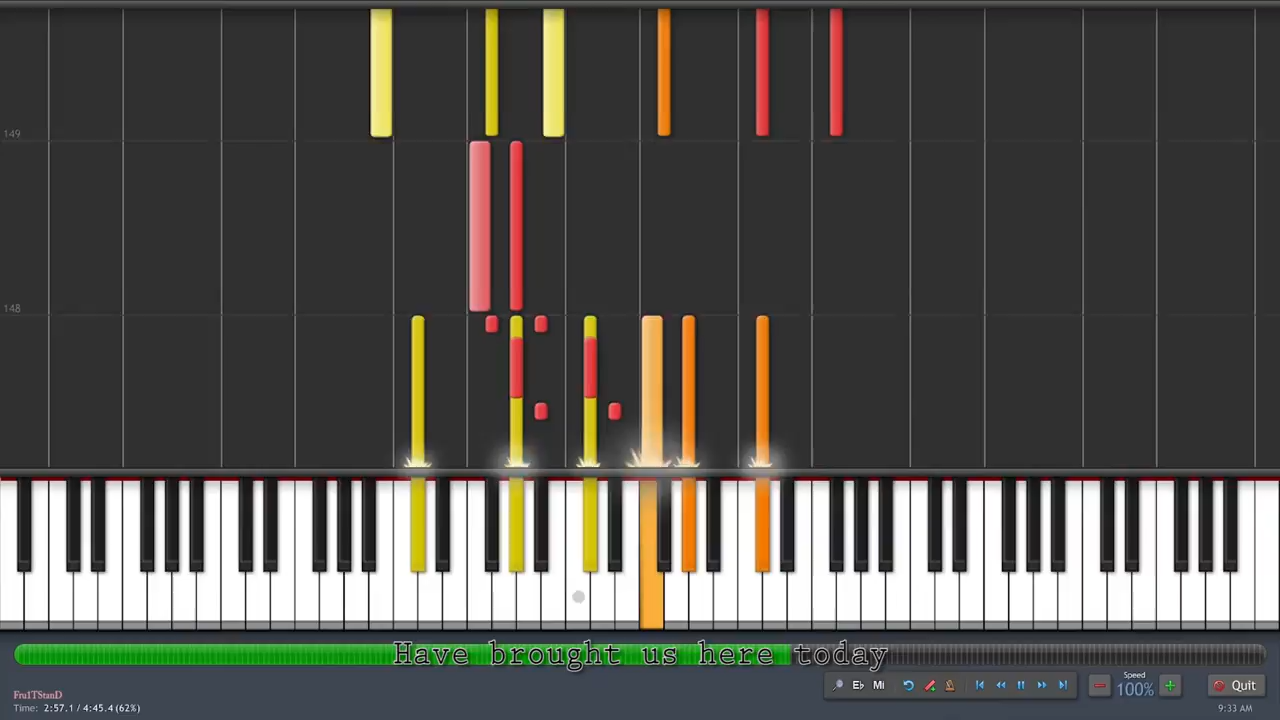 149
148
Have brought us here today
Speed
E♭ Mi 100% Quit
Fru1TStanD
Time: 2:57.1 / 4:45.4 (62%)
9:33 AM